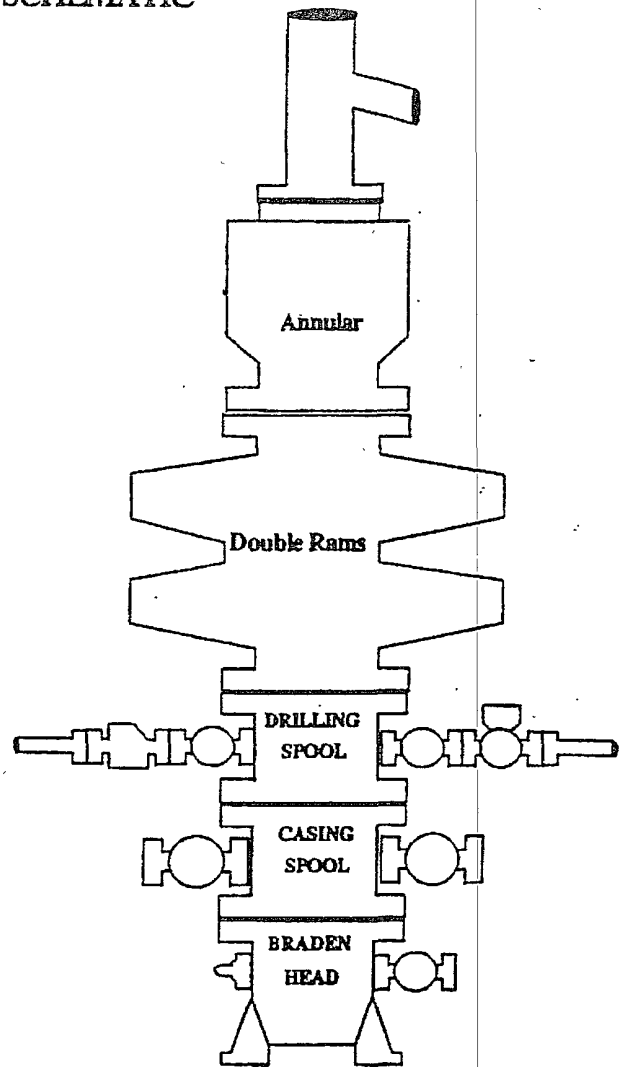 SCHEMATIC
Annular
Double Rams
DRILLING
SPOOL
CASING
SPOOL
BRADEN
HEAD